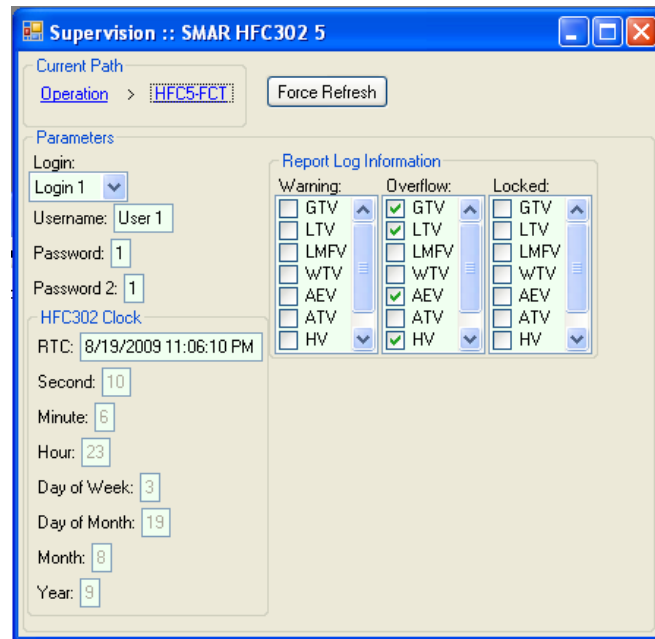 Supervision :: SMAR HFC302 5
Current Path
Operation > HFC5-FCT
Force Refresh
Parameters
Login:
Login 1
Username: User 1
Password: 1
Password 2: 1
HFC302 Clock
RTC: 8/19/2009 11:06:10 PM
Second: 10
Minute: 6
Hour: 23
Day of Week: 3
Day of Month: 19
Month: 8
Year: 9
Report Log Information
Warning:
GTV
LTV
LMFV
WTV
AEV
ATV
HV
Overflow:
GTV
LTV
LMFV
WTV
AEV
ATV
HV
Locked:
GTV
LTV
LMFV
WTV
AEV
ATV
HV